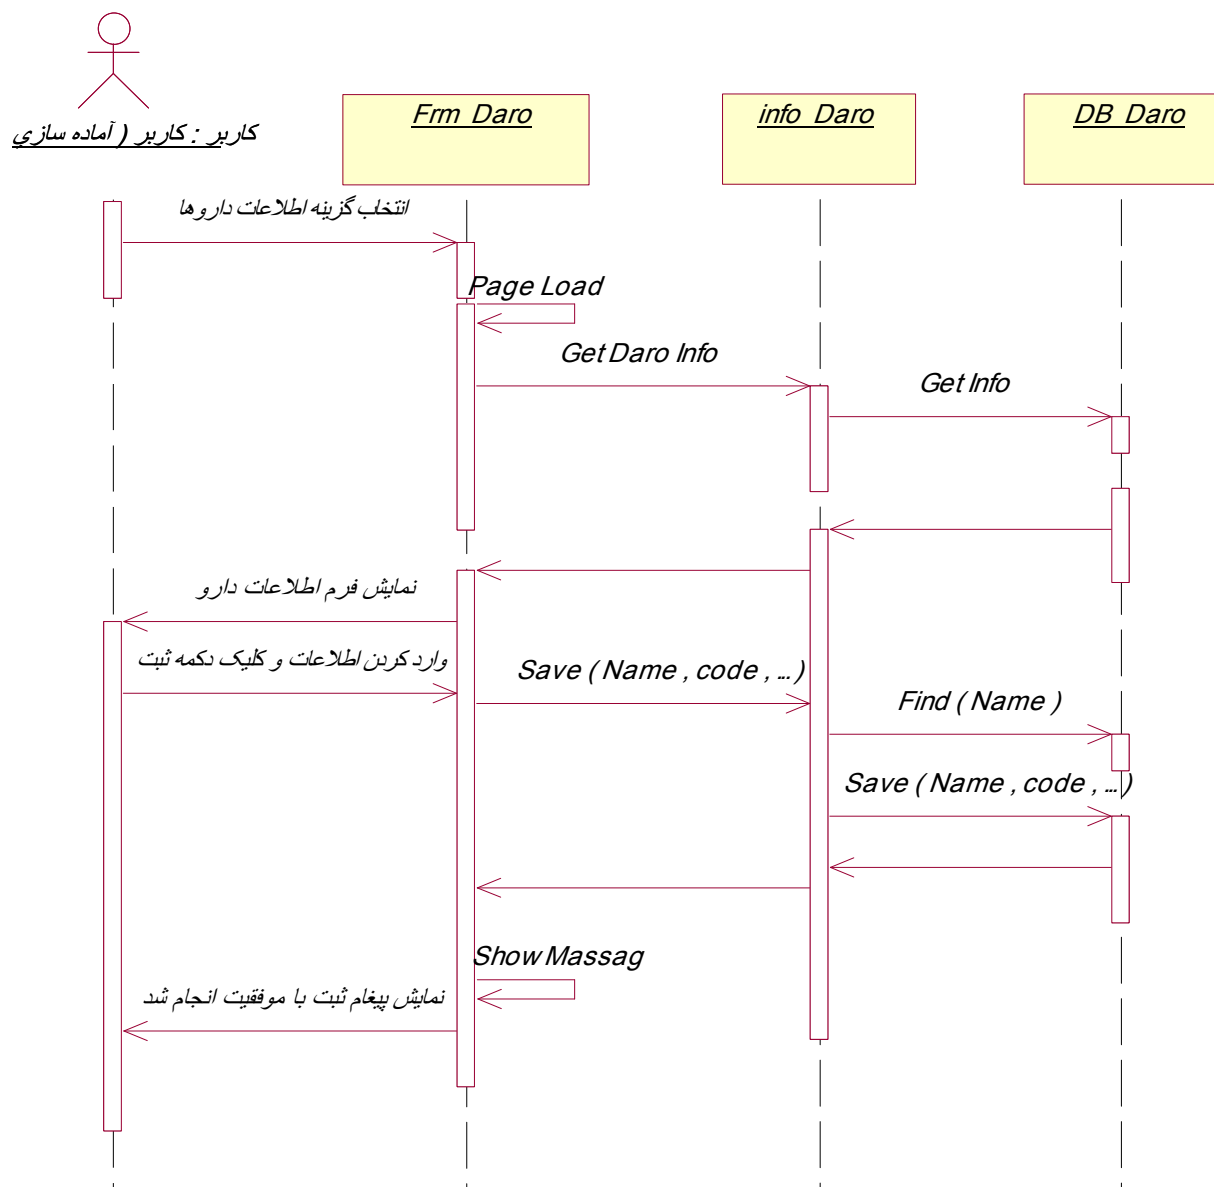 کاربر : کاربر ( آماده سازي
Frm_Daro
info_Daro
DB_Daro
انتخاب گزینه اطلاعات داروها
Page Load
Get Daro Info
Get Info
نمایش فرم اطلاعات دارو
وارد کردن اطلاعات و کلیک دکمه ثبت
Save ( Name , code , ... )
Find ( Name )
Save ( Name , code , ... )
Show Massag
نمایش پیغام ثبت با موفقیت انجام شد